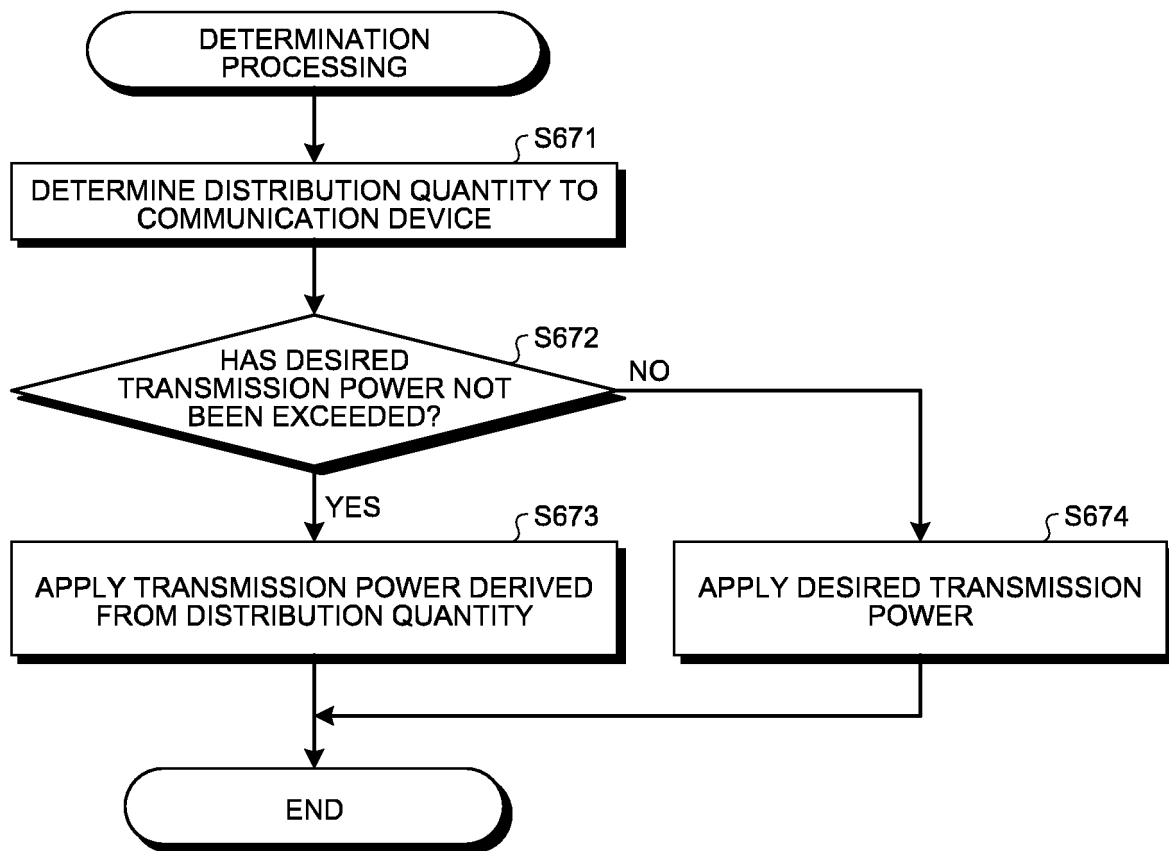 DETERMINATION
PROCESSING
S671
DETERMINE DISTRIBUTION QUANTITY TO
COMMUNICATION DEVICE
S672
HAS DESIRED
TRANSMISSION POWER NOT
BEEN EXCEEDED?
NO
YES
S673
APPLY TRANSMISSION POWER DERIVED
FROM DISTRIBUTION QUANTITY
S674
APPLY DESIRED TRANSMISSION
POWER
END